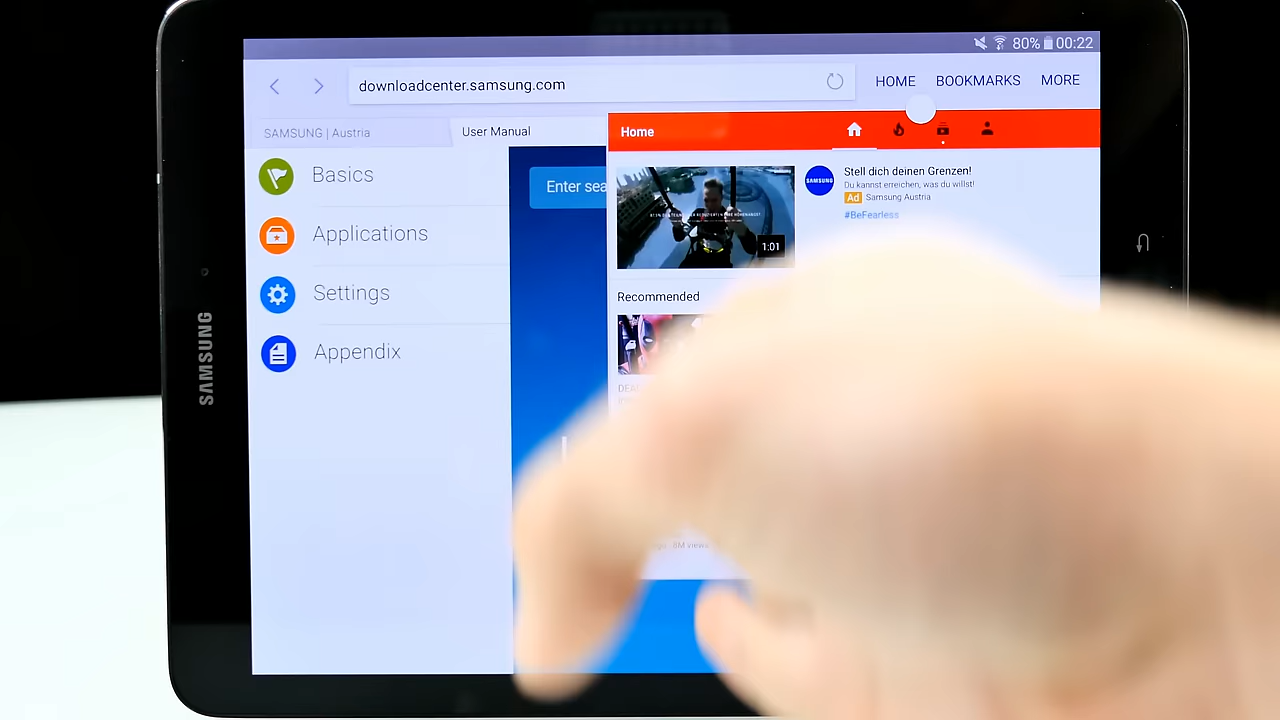 80% 00:22
downloadcenter.samsung.com
HOME BOOKMARKS MORE
SAMSUNG | Austria
User Manual
Basics
Applications
Settings
Appendix
Enter
Home
1:01
Stell dich deinen Grenzen!
Du kannst erreichen, was du willst!
Ad Samsung Austria
#BeFearless
SAMSUNG
Recommended
8M views
SAMSUNG